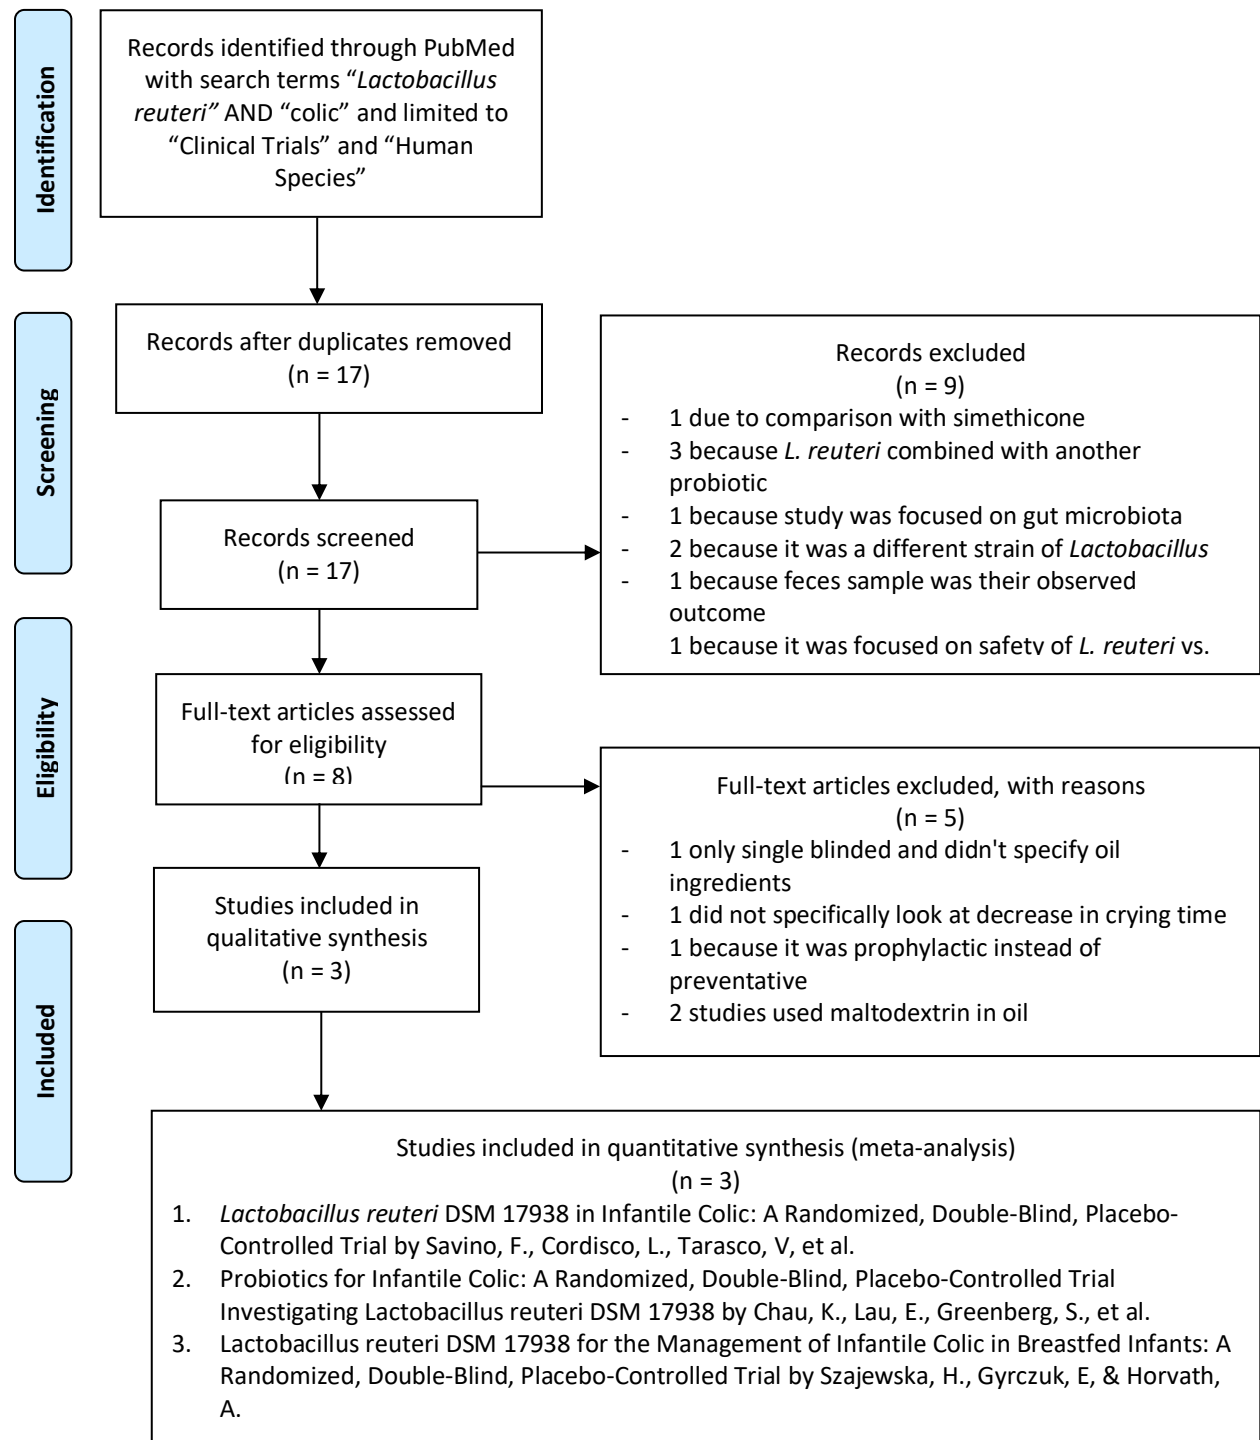 Identification
Records identified through PubMed
with search terms “Lactobacillus
reuteri” AND “colic” and limited to
“Clinical Trials” and “Human
Species”
Screening
Records after duplicates removed
(n = 17)
Records screened
(n = 17)
Records excluded
(n = 9)
- 1 due to comparison with simethicone
- 3 because L. reuteri combined with another
probiotic
- 1 because study was focused on gut microbiota
- 2 because it was a different strain of Lactobacillus
- 1 because feces sample was their observed
outcome
1 because it was focused on safety of L. reuteri vs.
Eligibility
Full-text articles assessed
for eligibility
(n = 8)
Full-text articles excluded, with reasons
(n = 5)
- 1 only single blinded and didn't specify oil
ingredients
- 1 did not specifically look at decrease in crying time
- 1 because it was prophylactic instead of
preventative
- 2 studies used maltodextrin in oil
Included
Studies included in
qualitative synthesis
(n = 3)
Studies included in quantitative synthesis (meta-analysis)
(n = 3)
1. Lactobacillus reuteri DSM 17938 in Infantile Colic: A Randomized, Double-Blind, Placebo-
Controlled Trial by Savino, F., Cordisco, L., Tarasco, V, et al.
2. Probiotics for Infantile Colic: A Randomized, Double-Blind, Placebo-Controlled Trial
Investigating Lactobacillus reuteri DSM 17938 by Chau, K., Lau, E., Greenberg, S., et al.
3. Lactobacillus reuteri DSM 17938 for the Management of Infantile Colic in Breastfed Infants: A
Randomized, Double-Blind, Placebo-Controlled Trial by Szajewska, H., Gyrczuk, E, & Horvath,
A.